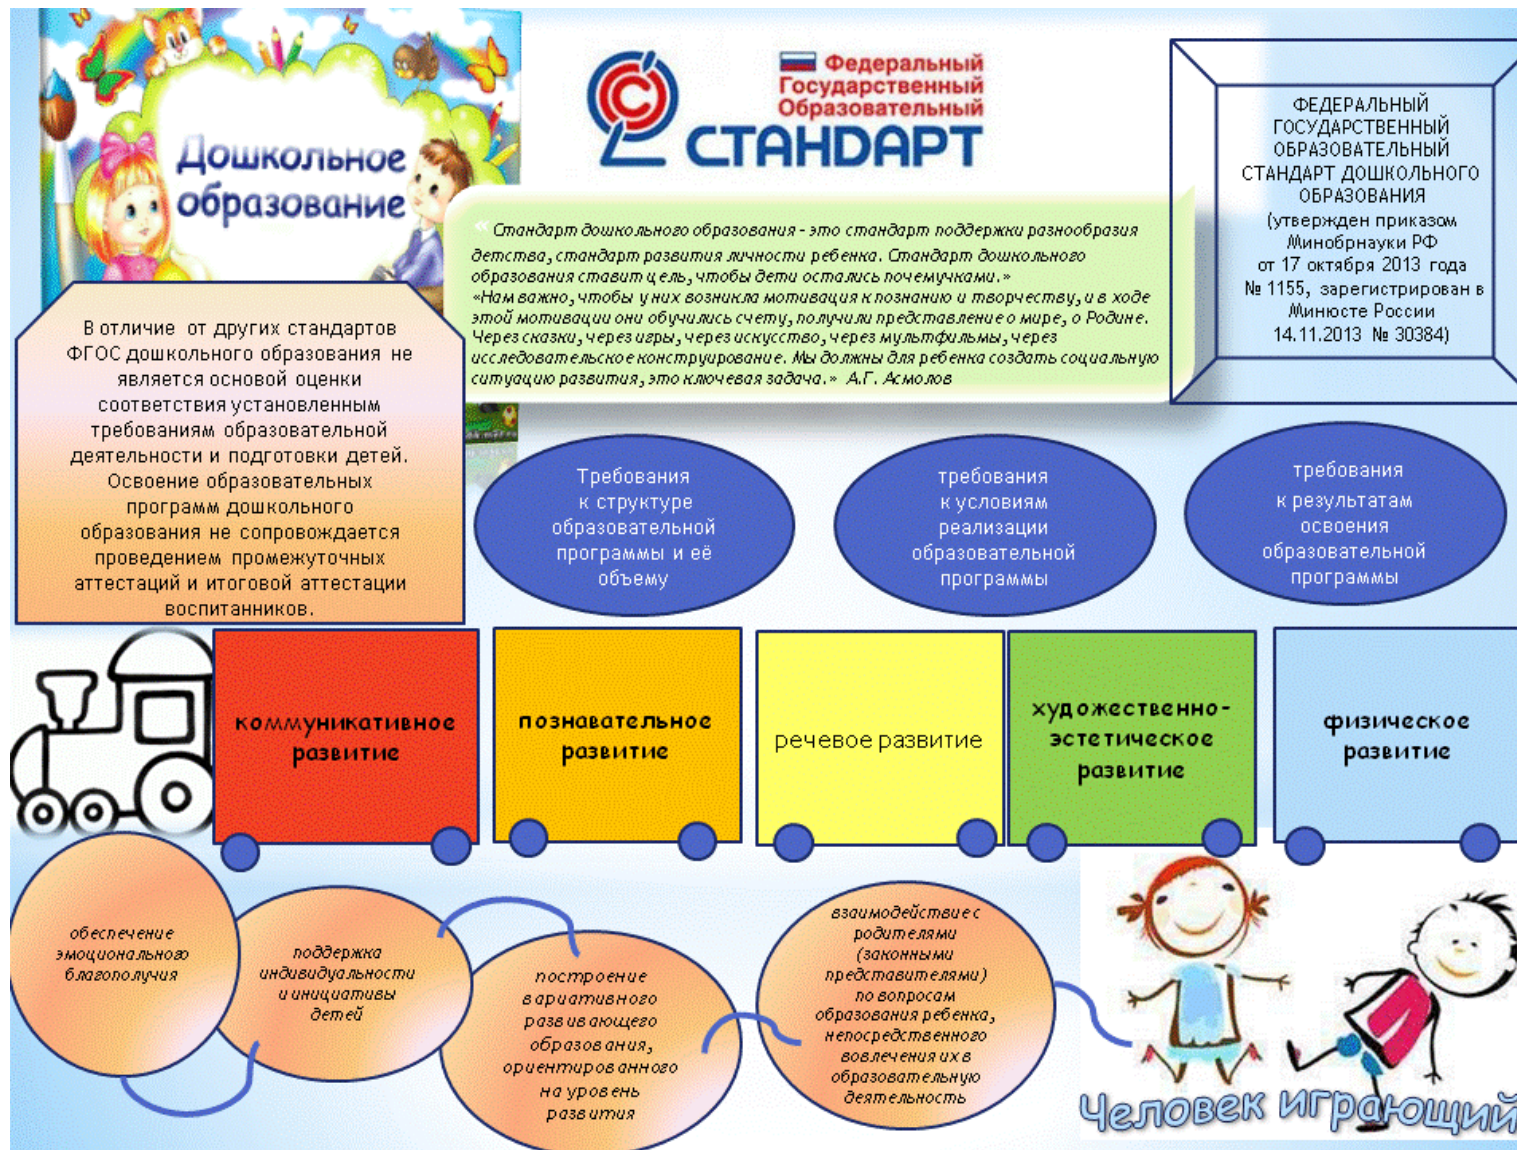 Дошкольное
образование
Федеральный
Государственный
Образовательный
СТАНДАРТ
ФЕДЕРАЛЬНЫЙ
ГОСУДАРСТВЕННЫЙ
ОБРАЗОВАТЕЛЬНЫЙ
СТАНДАРТ ДОШКОЛЬНОГО
ОБРАЗОВАНИЯ
(утвержден приказом
Минобрнауки РФ
от 17 октября 2013 года
№ 1155, зарегистрирован в
Минюсте России
14.11.2013 № 30384)
« Стандарт дошкольного образования - это стандарт поддержки разнообразия
детства, стандарт развития личности ребенка. Стандарт дошкольного
образования ставит цель, чтобы дети остались почемучками.»
«Нам важно, чтобы у них возникла мотивация к познанию и творчеству, и в ходе
этой мотивации они обучились счету, получили представление о мире, о Родине.
Через сказки, через игры, через искусство, через мультфильмы, через
исследовательское конструирование. Мы должны для ребенка создать социальную
ситуацию развития, это ключевая задача.» А.Г. Асмолов
В отличие от других стандартов
ФГОС дошкольного образования не
является основой оценки
соответствия установленным
требованиям образовательной
деятельности и подготовки детей.
Освоение образовательных
программ дошкольного
образования не сопровождается
проведением промежуточных
аттестаций и итоговой аттестации
воспитанников.
Требования
к структуре
образовательной
программы и её
объему
требования
к условиям
реализации
образовательной
программы
требования
к результатам
освоения
образовательной
программы
коммуникативное
развитие
познавательное
развитие
речевое развитие
художественно-
эстетическое
развитие
физическое
развитие
обеспечение
эмоционального
благополучия
поддержка
индивидуальности
и инициативы
детей
построение
вариативного
развивающего
образования,
ориентированного
на уровень
развития
взаимодействие с
родителями
(законными
представителями)
по вопросам
образования ребенка,
непосредственного
вовлечения их в
образовательную
деятельность
Человек играющий